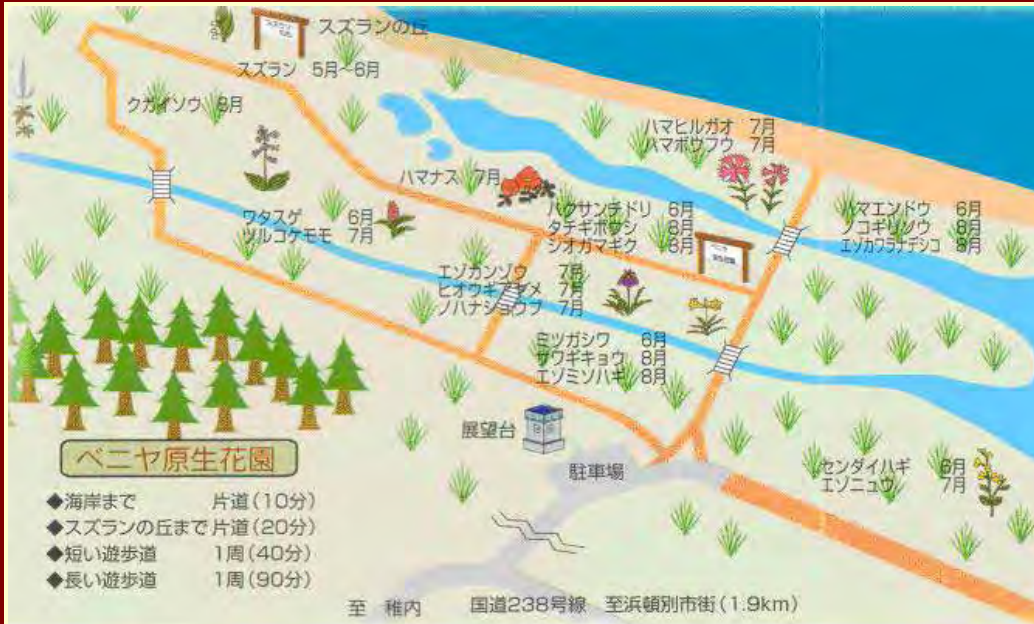 スズランの丘
スズラン 5月~6月
クガイソウ 8月
ハマヒルガオ 7月
ハマボウフウ 7月
ハマナス 7月
ワタスゲ 6月
ツルコケモモ 7月
ハクサンチドリ 6月
タチギボウシ 8月
シオガマギク 8月
ハマエンドウ 6月
ノコギリソウ 8月
エゾカワラナデシコ 8月
エゾカンゾウ 7月
ヒオウギアヤメ 7月
ノハナショウブ 7月
ミツガシワ 6月
サワギキョウ 8月
エゾミソハギ 8月
展望台
駐車場
センダイハギ 6月
エゾニュウ 7月
ベニヤ原生花園
◆海岸まで 片道(10分)
◆スズランの丘まで 片道(20分)
◆短い遊歩道 1周(40分)
◆長い遊歩道 1周(90分)
至 稚内 国道238号線 至浜頓別市街(1.9km)